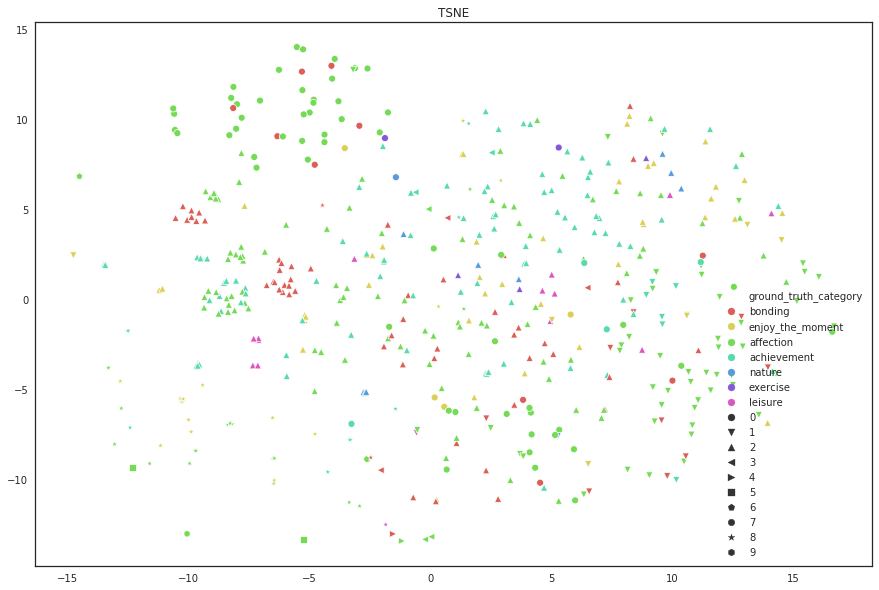 TSNE
15
10
5
0
−5
−10
−15
−10
−5
0
5
10
15
ground_truth_category
bonding
enjoy_the_moment
affection
achievement
nature
exercise
leisure
0
1
2
3
4
5
6
7
8
9